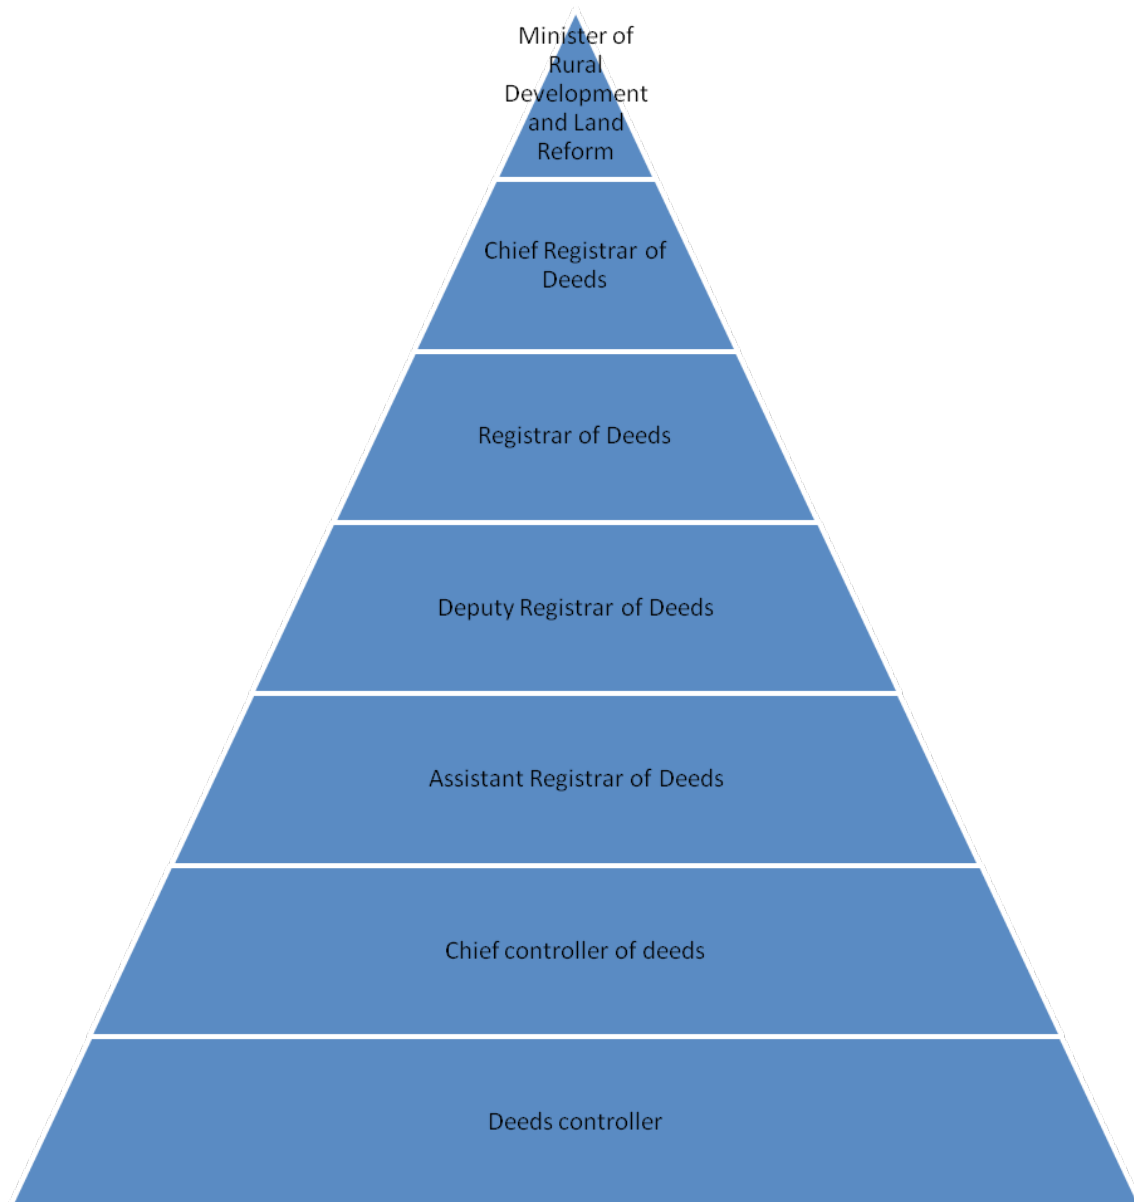 Minister of
Rural
Development
and Land
Reform
Chief Registrar of
Deeds
Registrar of Deeds
Deputy Registrar of Deeds
Assistant Registrar of Deeds
Chief controller of deeds
Deeds controller